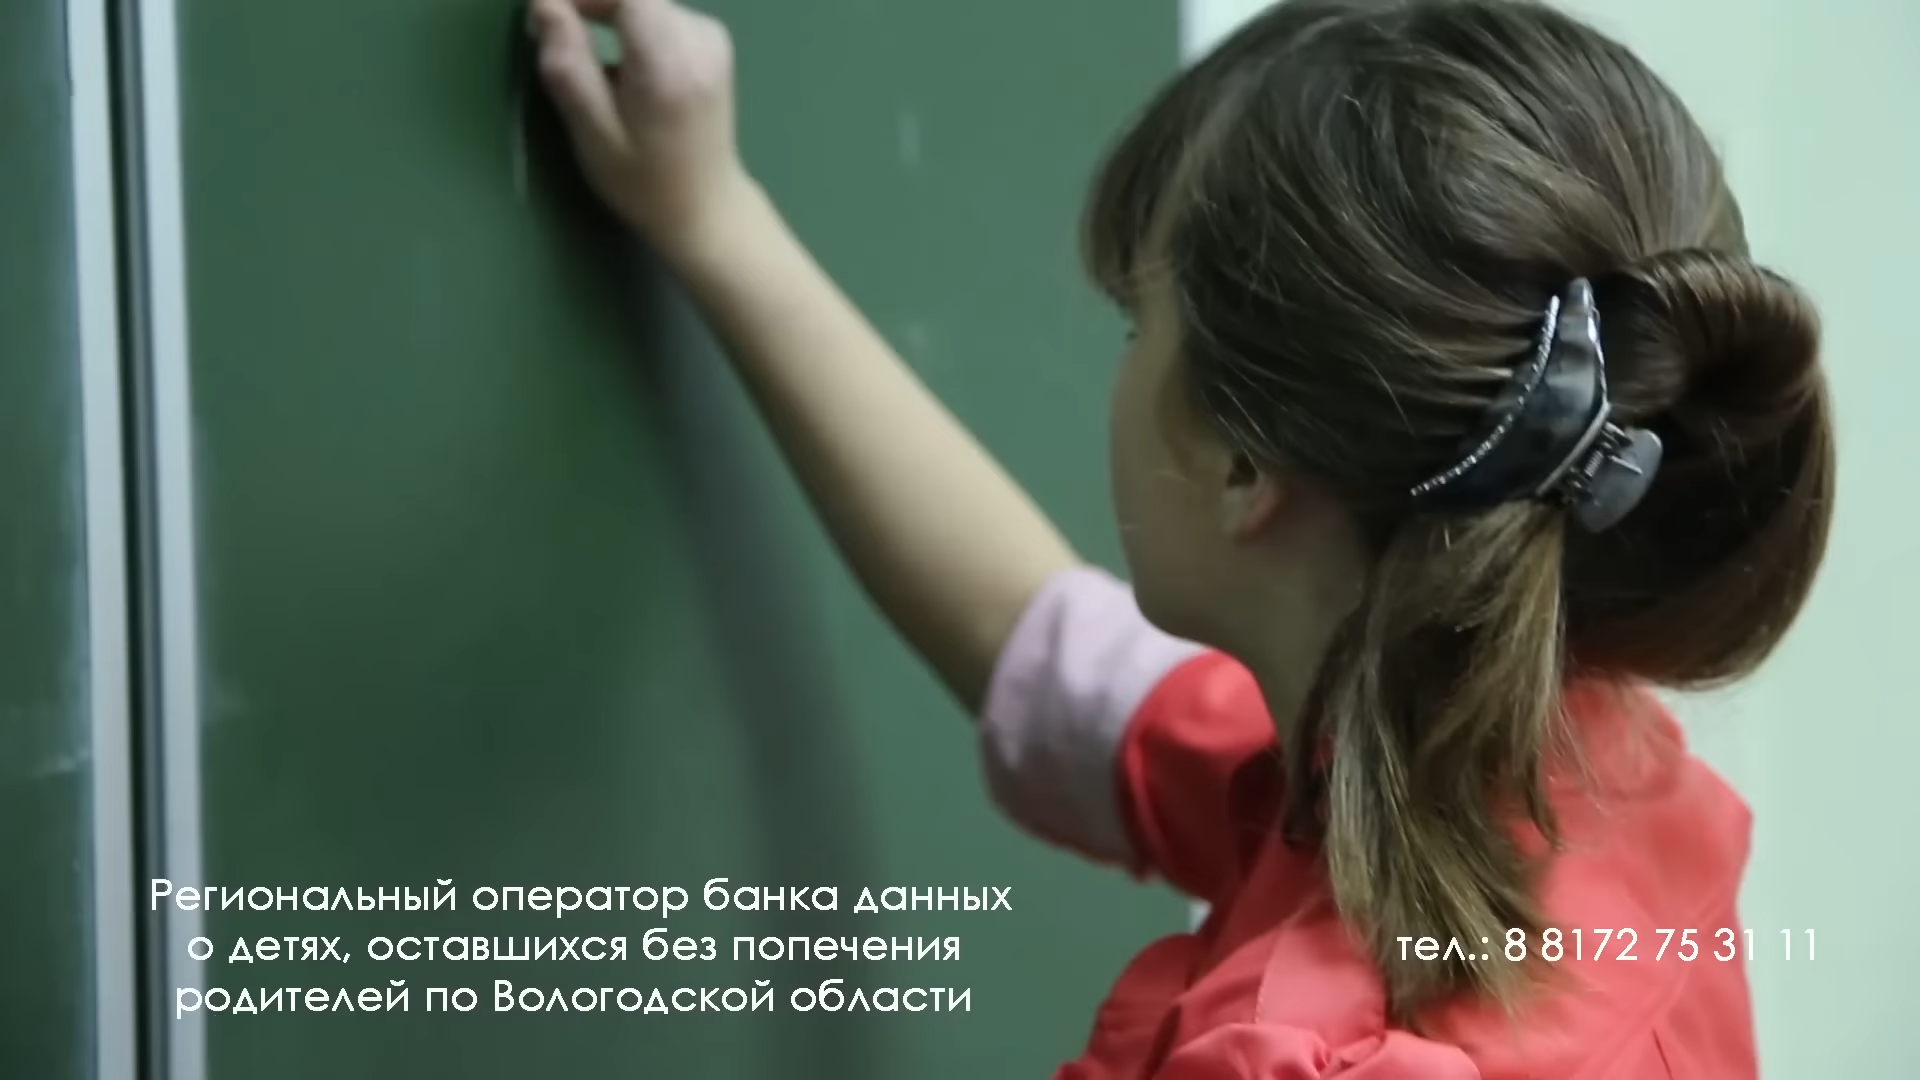 Региональный оператор банка данных
о детях, оставшихся без попечения
родителей по Вологодской области
тел.: 8 8172 75 31 11